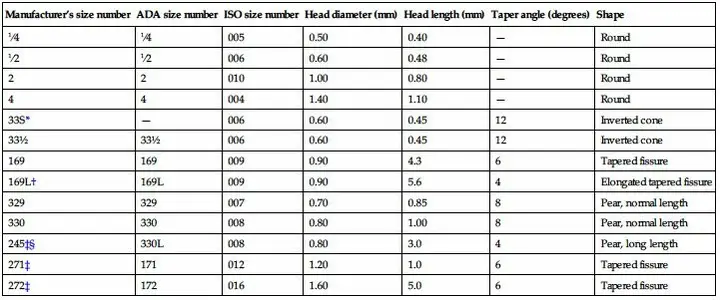 Manufacturer's size number ADA size number ISO size number Head diameter (mm) Head length (mm) Taper angle (degrees) Shape
¼ ¼ 005 0.50 0.40 — Round
½ ½ 006 0.60 0.48 — Round
2 2 010 1.00 0.80 — Round
4 4 004 1.40 1.10 — Round
33S* — 006 0.60 0.45 12 Inverted cone
33½ 33½ 006 0.60 0.45 12 Inverted cone
169 169 009 0.90 4.3 6 Tapered fissure
169L† 169L 009 0.90 5.6 4 Elongated tapered fissure
329 329 007 0.70 0.85 8 Pear, normal length
330 330 008 0.80 1.00 8 Pear, normal length
245‡§ 330L 008 0.80 3.0 4 Pear, long length
271‡ 171 012 1.20 1.0 6 Tapered fissure
272‡ 172 016 1.60 5.0 6 Tapered fissure